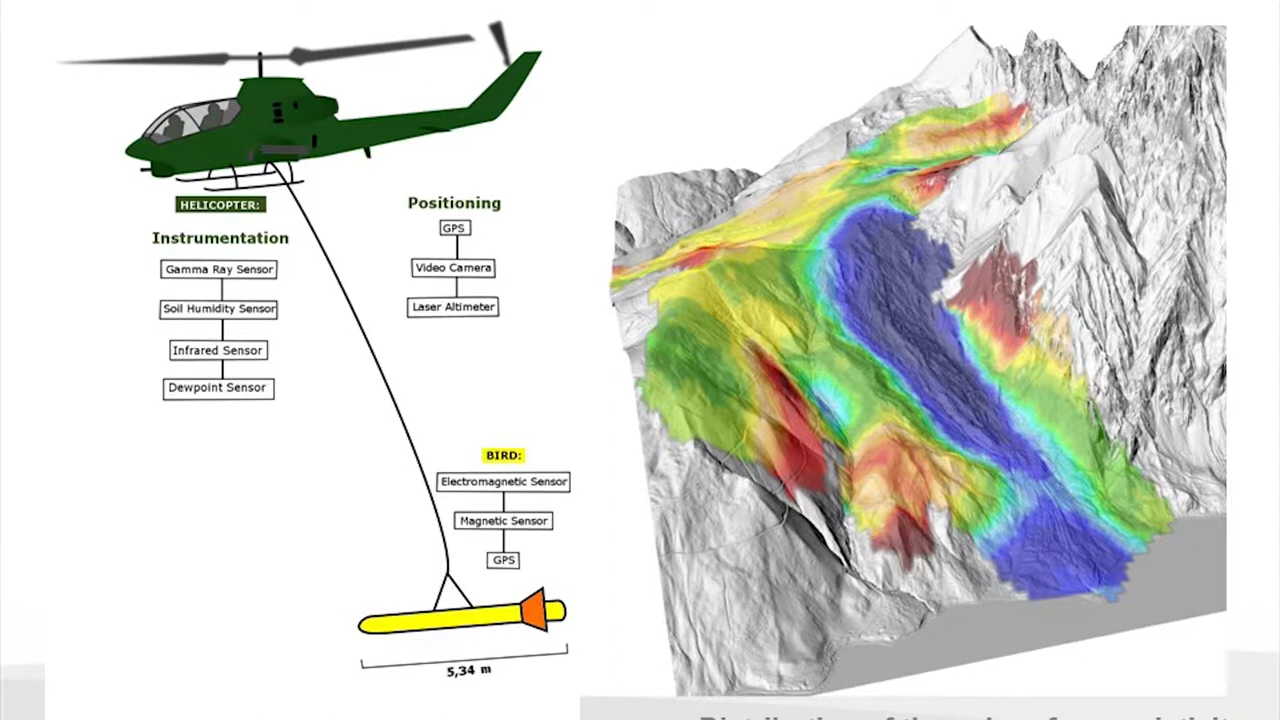 HELICOPTER:
Instrumentation
Gamma Ray Sensor
Soil Humidity Sensor
Infrared Sensor
Dewpoint Sensor
Positioning
GPS
Video Camera
Laser Altimeter
BIRD:
Electromagnetic Sensor
Magnetic Sensor
GPS
5,34 m